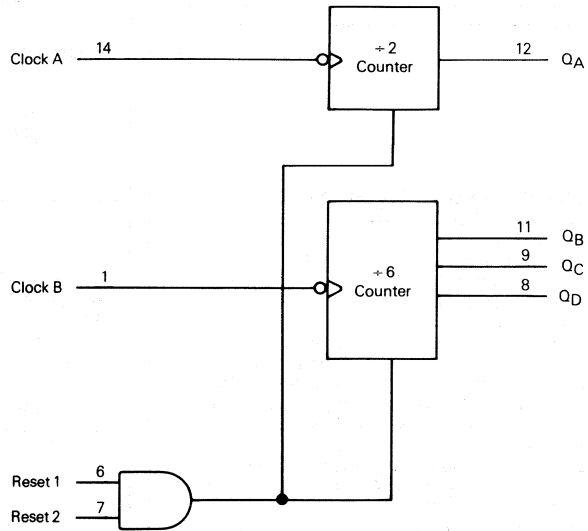 Clock A 14 ÷ 2 Counter 12 QA
11 QB
9 QC
Clock B 1 ÷ 6 Counter 8 QD
Reset 1 6
Reset 2 7